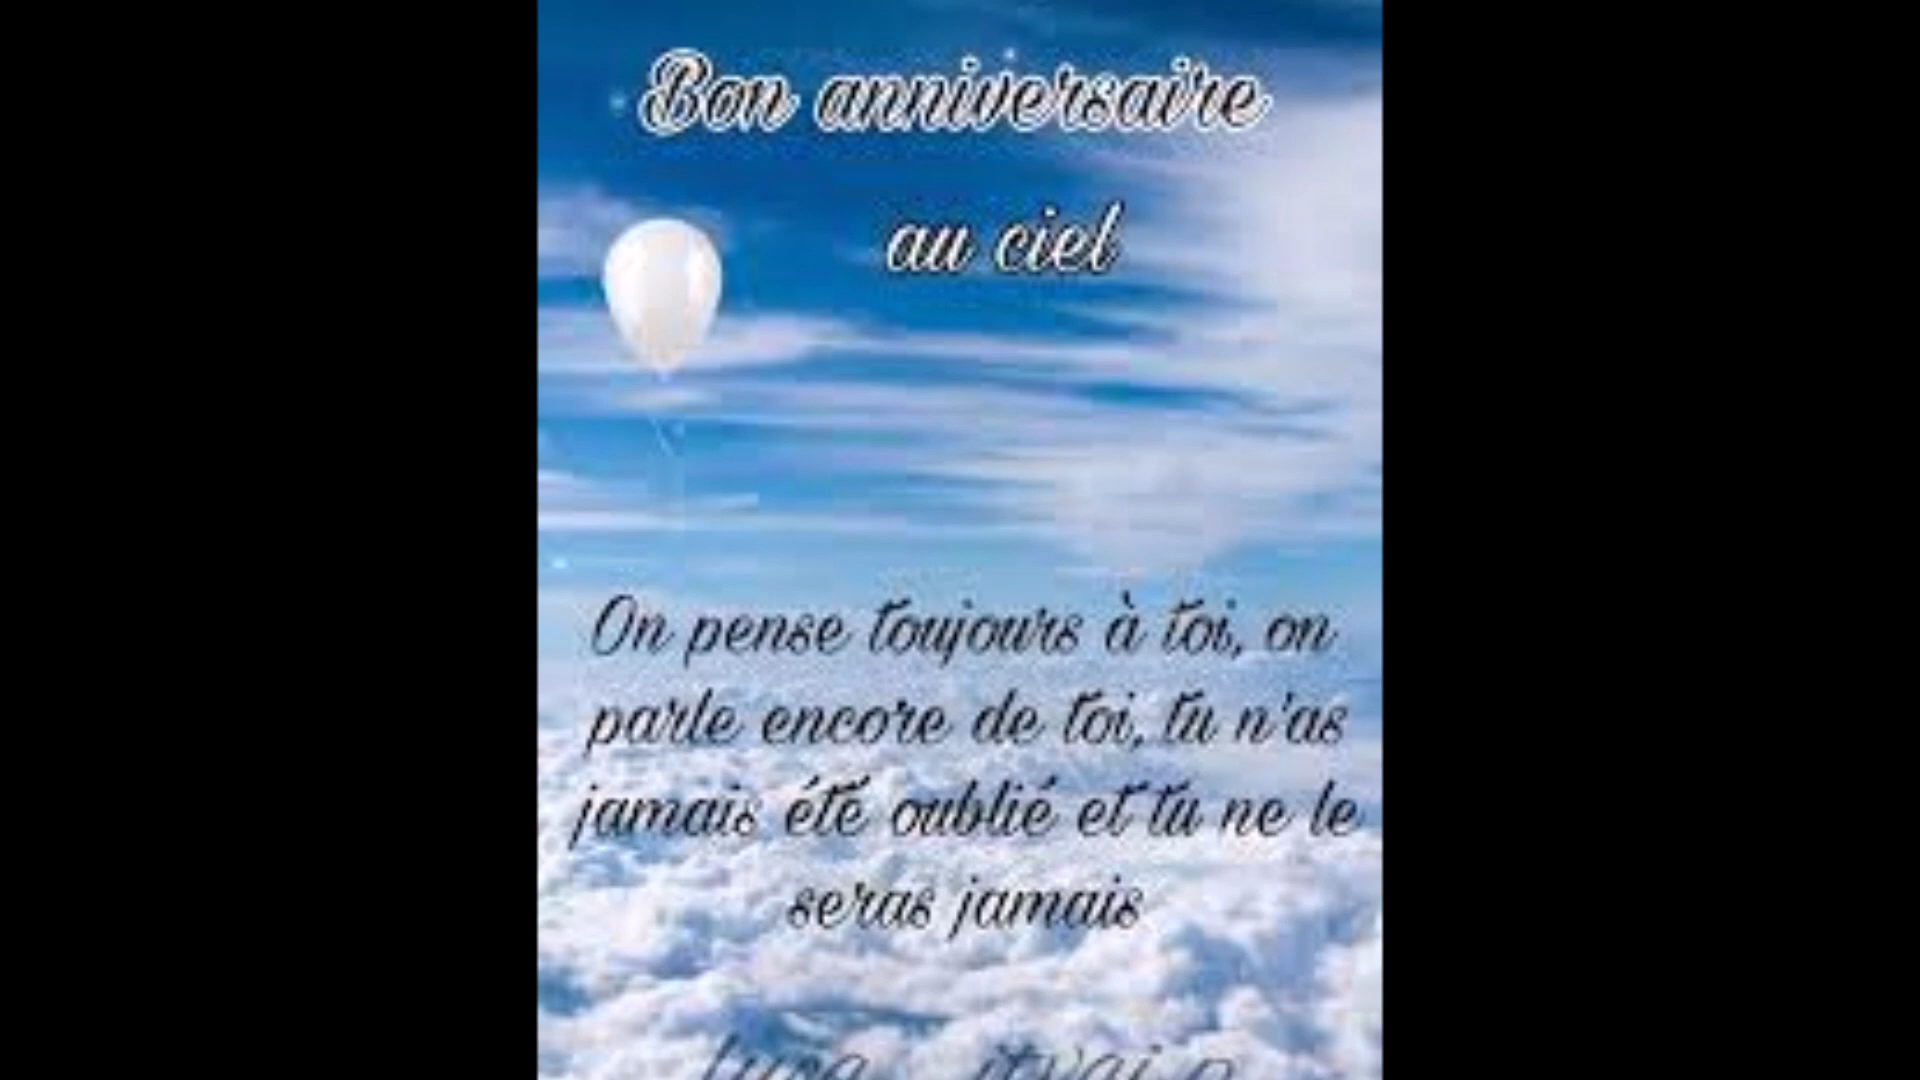 Bon anniversaire
au ciel
On pense toujours à toi, on
parle encore de toi, tu n'as
jamais été oublié et tu ne le
seras jamais